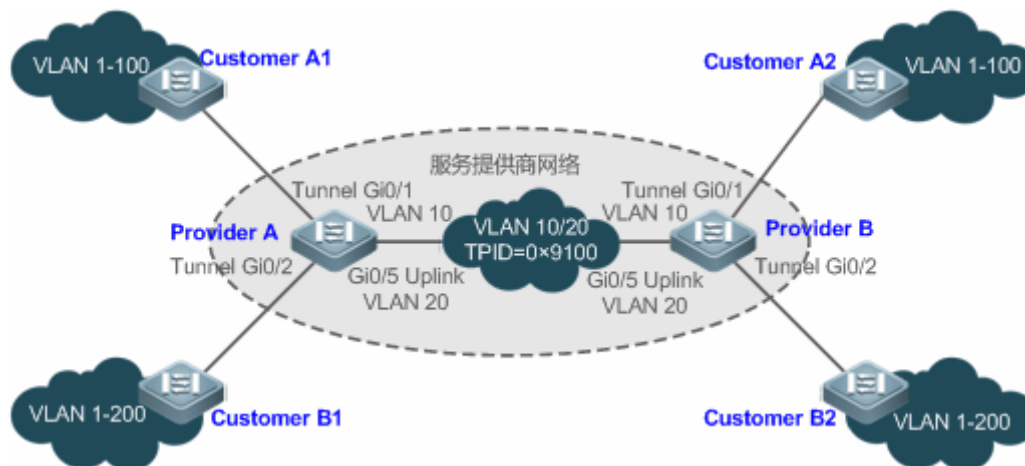 VLAN 1-100
Customer A1
Customer A2
VLAN 1-100
服务提供商网络
Tunnel Gi0/1
VLAN 10
Tunnel Gi0/1
VLAN 10
Provider A
VLAN 10/20
TPID=0×9100
Provider B
Tunnel Gi0/2
Gi0/5 Uplink
VLAN 20
Gi0/5 Uplink
VLAN 20
Tunnel Gi0/2
VLAN 1-200
Customer B1
Customer B2
VLAN 1-200